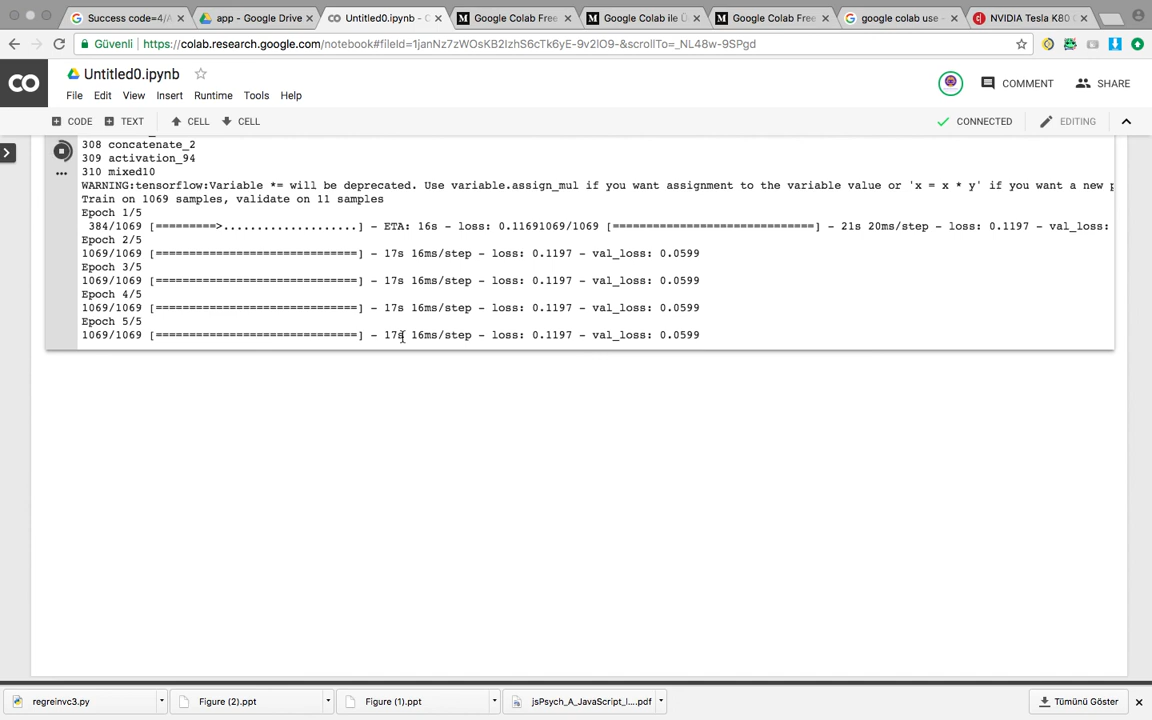 Success code=4/A
app - Google Drive
Untitled0.ipynb - C
Google Colab Free
Google Colab ile Ü
Google Colab Free
google colab use -
NVIDIA Tesla K80 D
Güvenli
https://colab.research.google.com/notebook#fileId=1janNz7zWOsKB2IzhS6cTk6yE-9v2lO9-&scrollTo=_NL48w-9SPgd
CO
Untitled0.ipynb
COMMENT
SHARE
File Edit View Insert Runtime Tools Help
CODE TEXT CELL CELL
CONNECTED
EDITING
308 concatenate_2
309 activation_94
310 mixed10
WARNING:tensorflow:Variable *= will be deprecated. Use variable.assign_mul if you want assignment to the variable value or 'x = x * y' if you want a new p
Train on 1069 samples, validate on 11 samples
Epoch 1/5
384/1069 [=========>....................] - ETA: 16s - loss: 0.11691069/1069 [==============================] - 21s 20ms/step - loss: 0.1197 - val_loss:
Epoch 2/5
1069/1069 [==============================] - 17s 16ms/step - loss: 0.1197 - val_loss: 0.0599
Epoch 3/5
1069/1069 [==============================] - 17s 16ms/step - loss: 0.1197 - val_loss: 0.0599
Epoch 4/5
1069/1069 [==============================] - 17s 16ms/step - loss: 0.1197 - val_loss: 0.0599
Epoch 5/5
1069/1069 [==============================] - 17s 16ms/step - loss: 0.1197 - val_loss: 0.0599
regreinvc3.py
Figure (2).ppt
Figure (1).ppt
jsPsych_A_JavaScript_l....pdf
Tümünü Göster